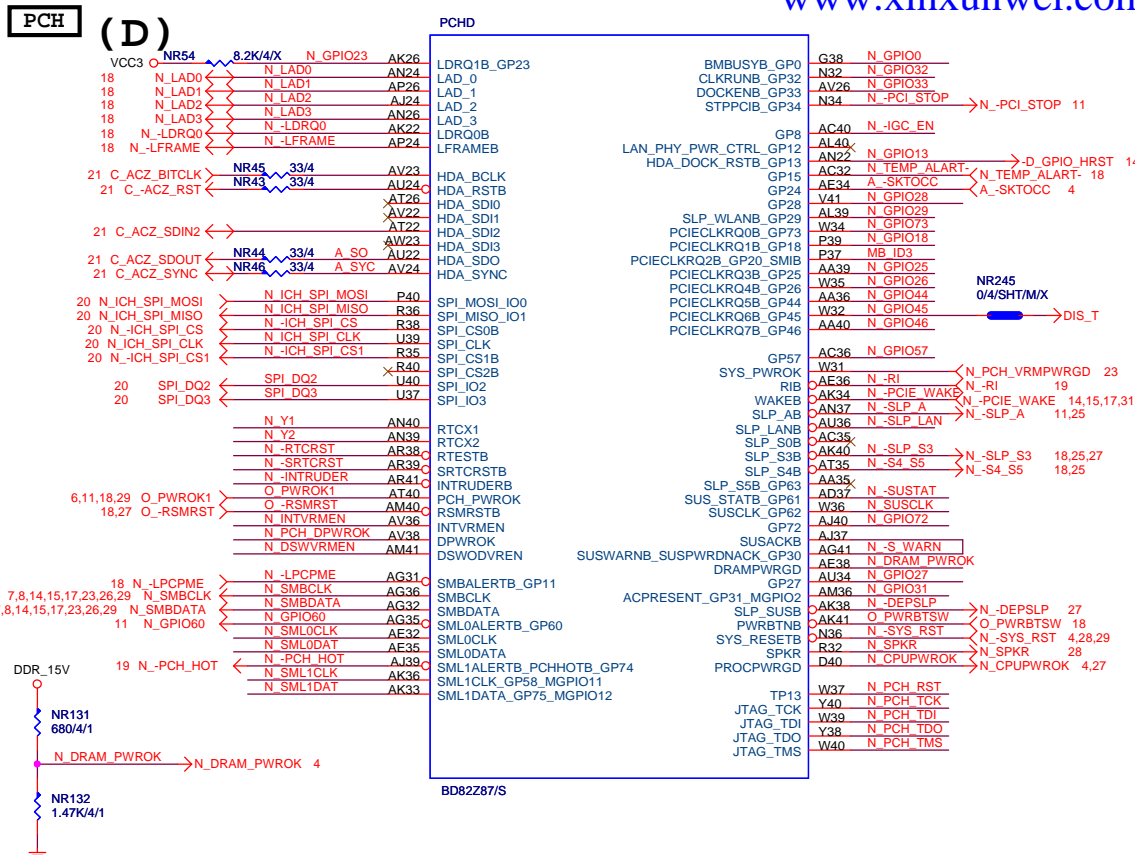 www.xinxunwei.com
PCH
(D)
PCHD
VCC3 NR54 8.2K/4/X N_GPIO23 AK26 LDRQ1B_GP23
18 N_LAD0 N_LAD0 AN24 LAD_0
18 N_LAD1 N_LAD1 AP26 LAD_1
18 N_LAD2 N_LAD2 AJ24 LAD_2
18 N_LAD3 N_LAD3 AN26 LAD_3
18 N_-LDRQ0 N_-LDRQ0 AK22 LDRQ0B
18 N_-LFRAME N_-LFRAME AP24 LFRAMEB
21 C_ACZ_BITCLK NR45 33/4 AV23 HDA_BCLK
21 C_-ACZ_RST NR43 33/4 AU24 HDA_RSTB
AT26 HDA_SDI0
AV22 HDA_SDI1
21 C_ACZ_SDIN2 AT22 HDA_SDI2
AW23 HDA_SDI3
21 C_ACZ_SDOUT NR44 33/4 A_SO AU22 HDA_SDO
21 C_ACZ_SYNC NR46 33/4 A_SYC AV24 HDA_SYNC
20 N_ICH_SPI_MOSI N_ICH_SPI_MOSI P40 SPI_MOSI_IO0
20 N_ICH_SPI_MISO N_ICH_SPI_MISO R36 SPI_MISO_IO1
20 N_-ICH_SPI_CS N_-ICH_SPI_CS R38 SPI_CS0B
20 N_ICH_SPI_CLK N_ICH_SPI_CLK U39 SPI_CLK
20 N_-ICH_SPI_CS1 N_-ICH_SPI_CS1 R35 SPI_CS1B
R40 SPI_CS2B
20 SPI_DQ2 SPI_DQ2 U40 SPI_IO2
20 SPI_DQ3 SPI_DQ3 U37 SPI_IO3
N_Y1 AN40 RTCX1
N_Y2 AN39 RTCX2
N_-RTCRST AR38 RTESTB
N_-SRTCRST AR39 SRTCRSTB
N_-INTRUDER AR41 INTRUDERB
6,11,18,29 O_PWROK1 O_PWROK1 AT40 PCH_PWROK
18,27 O_-RSMRST O_-RSMRST AM40 RSMRSTB
N_INTVRMEN AV36 INTVRMEN
N_PCH_DPWROK AV38 DPWROK
N_DSWVRMEN AM41 DSWODVREN
18 N_-LPCPME N_-LPCPME AG31 SMBALERTB_GP11
7,8,14,15,17,23,26,29 N_SMBCLK N_SMBCLK AG36 SMBCLK
,8,14,15,17,23,26,29 N_SMBDATA N_SMBDATA AG32 SMBDATA
11 N_GPIO60 N_GPIO60 AG35 SML0ALERTB_GP60
N_SML0CLK AE32 SML0CLK
N_SML0DAT AE35 SML0DATA
19 N_-PCH_HOT N_-PCH_HOT AJ39 SML1ALERTB_PCHHOTB_GP74
N_SML1CLK AK36 SML1CLK_GP58_MGPIO11
N_SML1DAT AK33 SML1DATA_GP75_MGPIO12
BMBUSYB_GP0 G38 N_GPIO0
CLKRUNB_GP32 N32 N_GPIO32
DOCKENB_GP33 AV26 N_GPIO33
STPPCIB_GP34 N34 N_-PCI_STOP N_-PCI_STOP 11
GP8 AC40 N_-IGC_EN
LAN_PHY_PWR_CTRL_GP12 AL40
HDA_DOCK_RSTB_GP13 AN22 N_GPIO13 -D_GPIO_HRST 14
GP15 AC32 N_TEMP_ALART- N_TEMP_ALART- 18
GP24 AE34 A_-SKTOCC A_-SKTOCC 4
GP28 V41 N_GPIO28
SLP_WLANB_GP29 AL39 N_GPIO29
PCIECLKRQ0B_GP73 W34 N_GPIO73
PCIECLKRQ1B_GP18 P39 N_GPIO18
PCIECLKRQ2B_GP20_SMIB P37 MB_ID3
PCIECLKRQ3B_GP25 AA39 N_GPIO25
PCIECLKRQ4B_GP26 W35 N_GPIO26
PCIECLKRQ5B_GP44 AA36 N_GPIO44
PCIECLKRQ6B_GP45 W32 N_GPIO45 NR245 0/4/SHT/M/X DIS_T
PCIECLKRQ7B_GP46 AA40 N_GPIO46
GP57 AC36 N_GPIO57
SYS_PWROK W31 N_PCH_VRMPWRGD 23
RIB AE36 N_-RI N_-RI 19
WAKEB AK34 N_-PCIE_WAKE N_-PCIE_WAKE 14,15,17,31
SLP_AB AN37 N_-SLP_A N_-SLP_A 11,25
SLP_LANB AU36 N_-SLP_LAN
SLP_S0B AC35
SLP_S3B AK40 N_-SLP_S3 N_-SLP_S3 18,25,27
SLP_S4B AT35 N_-S4_S5 N_-S4_S5 18,25
SLP_S5B_GP63 AA35
SUS_STATB_GP61 AD37 N_-SUSTAT
SUSCLK_GP62 W36 N_SUSCLK
GP72 AJ40 N_GPIO72
SUSACKB AJ37
SUSWARNB_SUSPWRDNACK_GP30 AG41 N_-S_WARN
DRAMPWRGD AE38 N_DRAM_PWROK
GP27 AU34 N_GPIO27
ACPRESENT_GP31_MGPIO2 AM36 N_GPIO31
SLP_SUSB AK38 N_-DEPSLP N_-DEPSLP 27
PWRBTNB AK41 O_PWRBTSW O_PWRBTSW 18
SYS_RESETB N36 N_-SYS_RST N_-SYS_RST 4,28,29
SPKR R32 N_SPKR N_SPKR 28
PROCPWRGD D40 N_CPUPWROK N_CPUPWROK 4,27
TP13 W37 N_PCH_RST
JTAG_TCK Y40 N_PCH_TCK
JTAG_TDI W39 N_PCH_TDI
JTAG_TDO Y38 N_PCH_TDO
JTAG_TMS W40 N_PCH_TMS
BD82Z87/S
DDR_15V
NR131
680/4/1
N_DRAM_PWROK N_DRAM_PWROK 4
NR132
1.47K/4/1